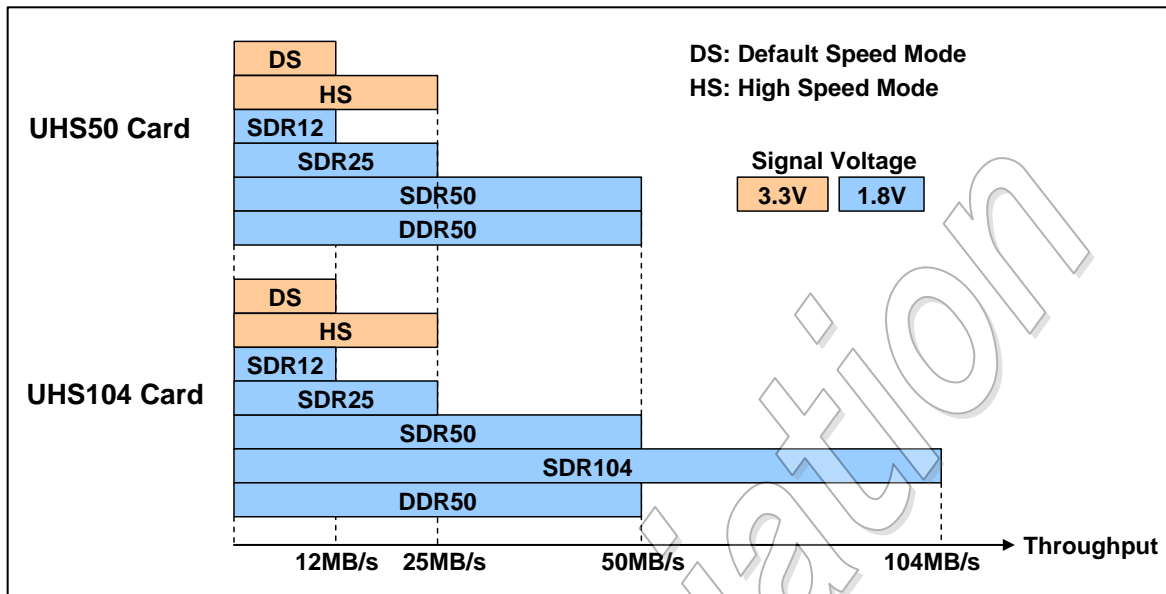 DS
HS
UHS50 Card
SDR12
SDR25
SDR50
DDR50
DS: Default Speed Mode
HS: High Speed Mode
Signal Voltage
3.3V 1.8V
DS
HS
SDR12
UHS104 Card
SDR25
SDR50
SDR104
DDR50
12MB/s 25MB/s 50MB/s 104MB/s
Throughput
ation